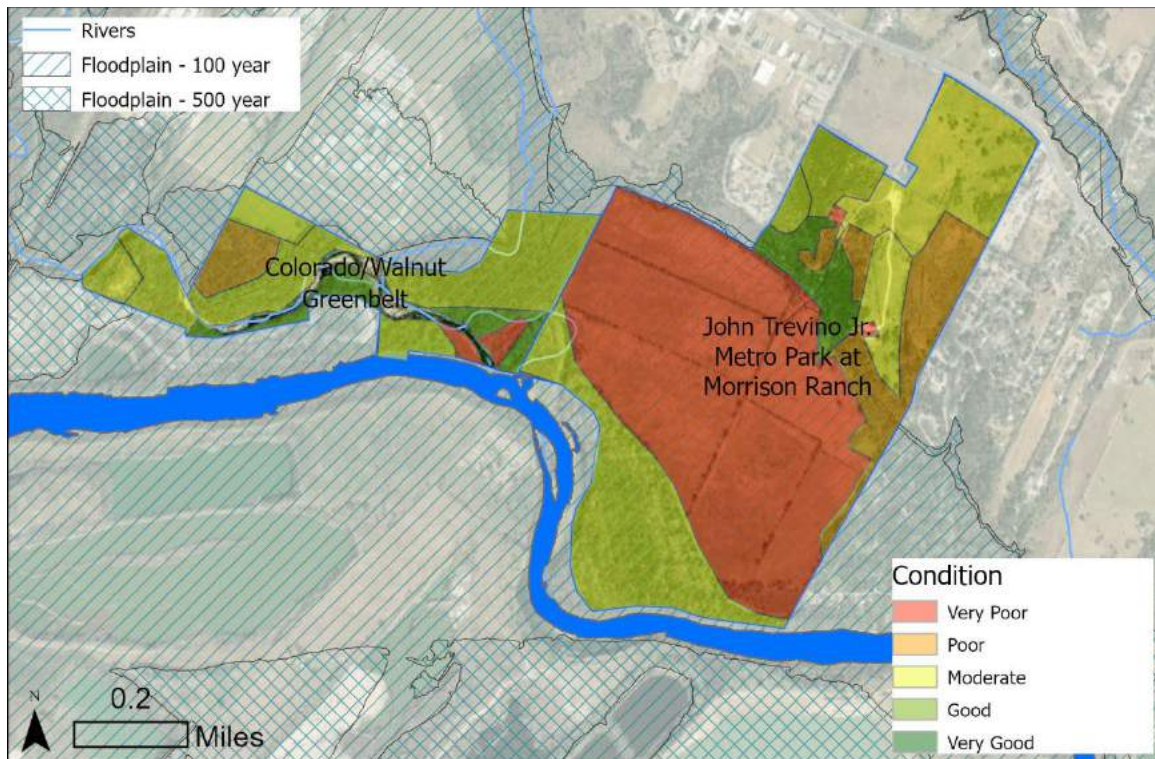 Rivers
Floodplain - 100 year
Floodplain - 500 year
Colorado/Walnut
Greenbelt
John Trevino Jr.
Metro Park at
Morrison Ranch
Condition
Very Poor
Poor
Moderate
Good
Very Good
N
0.2
Miles